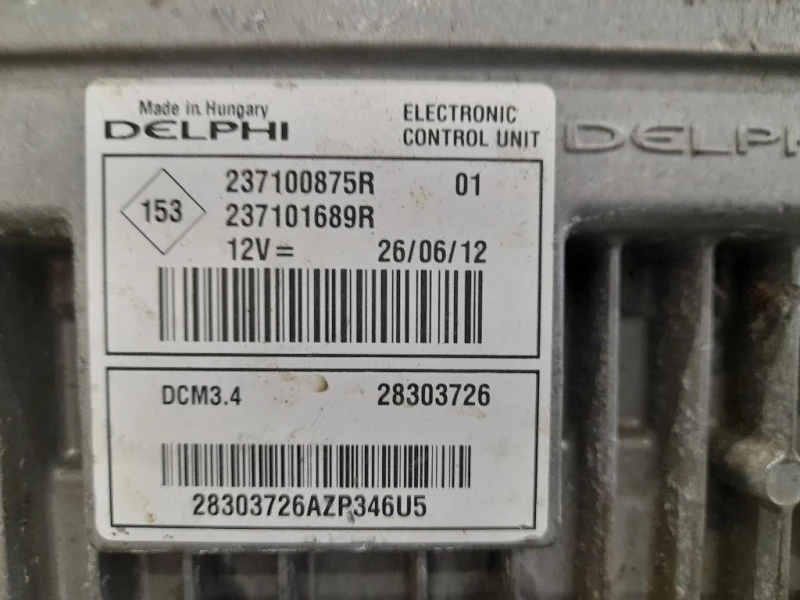 Made in Hungary
DELPHI
ELECTRONIC
CONTROL UNIT
DELPH
153
237100875R 01
237101689R
12V= 26/06/12
DCM3.4 28303726
28303726AZP346U5